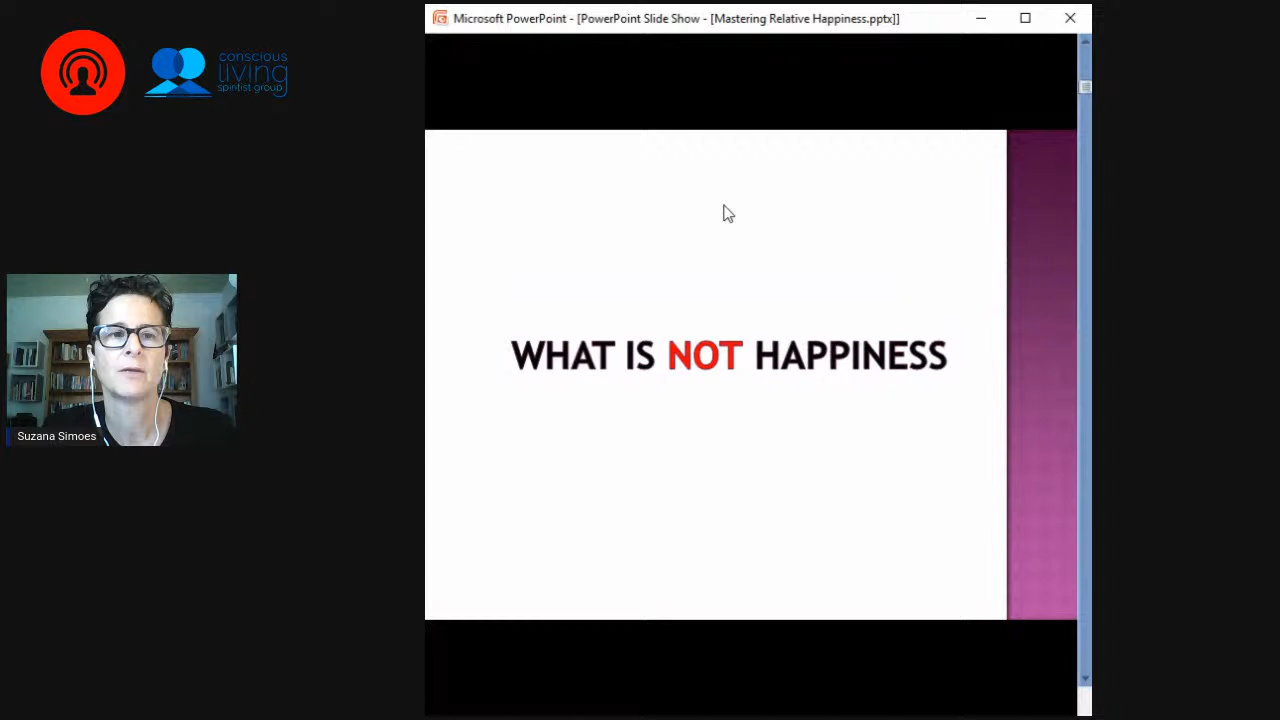 Microsoft PowerPoint - [PowerPoint Slide Show - [Mastering Relative Happiness.pptx]]
conscious
living
spiritist group
WHAT IS NOT HAPPINESS
Suzana Simoes